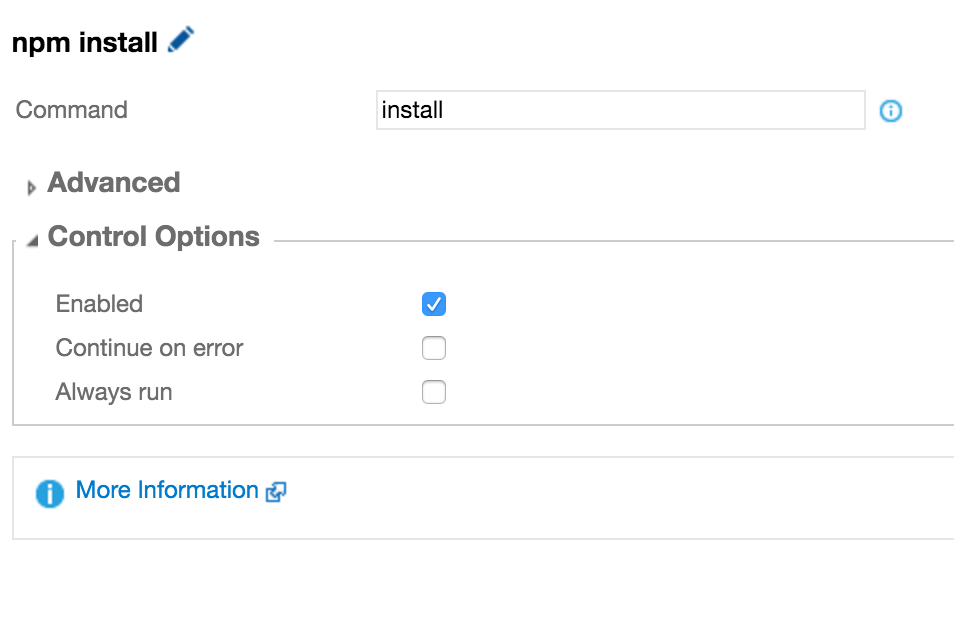 npm install
Command install
Advanced
Control Options
Enabled
Continue on error
Always run
More Information